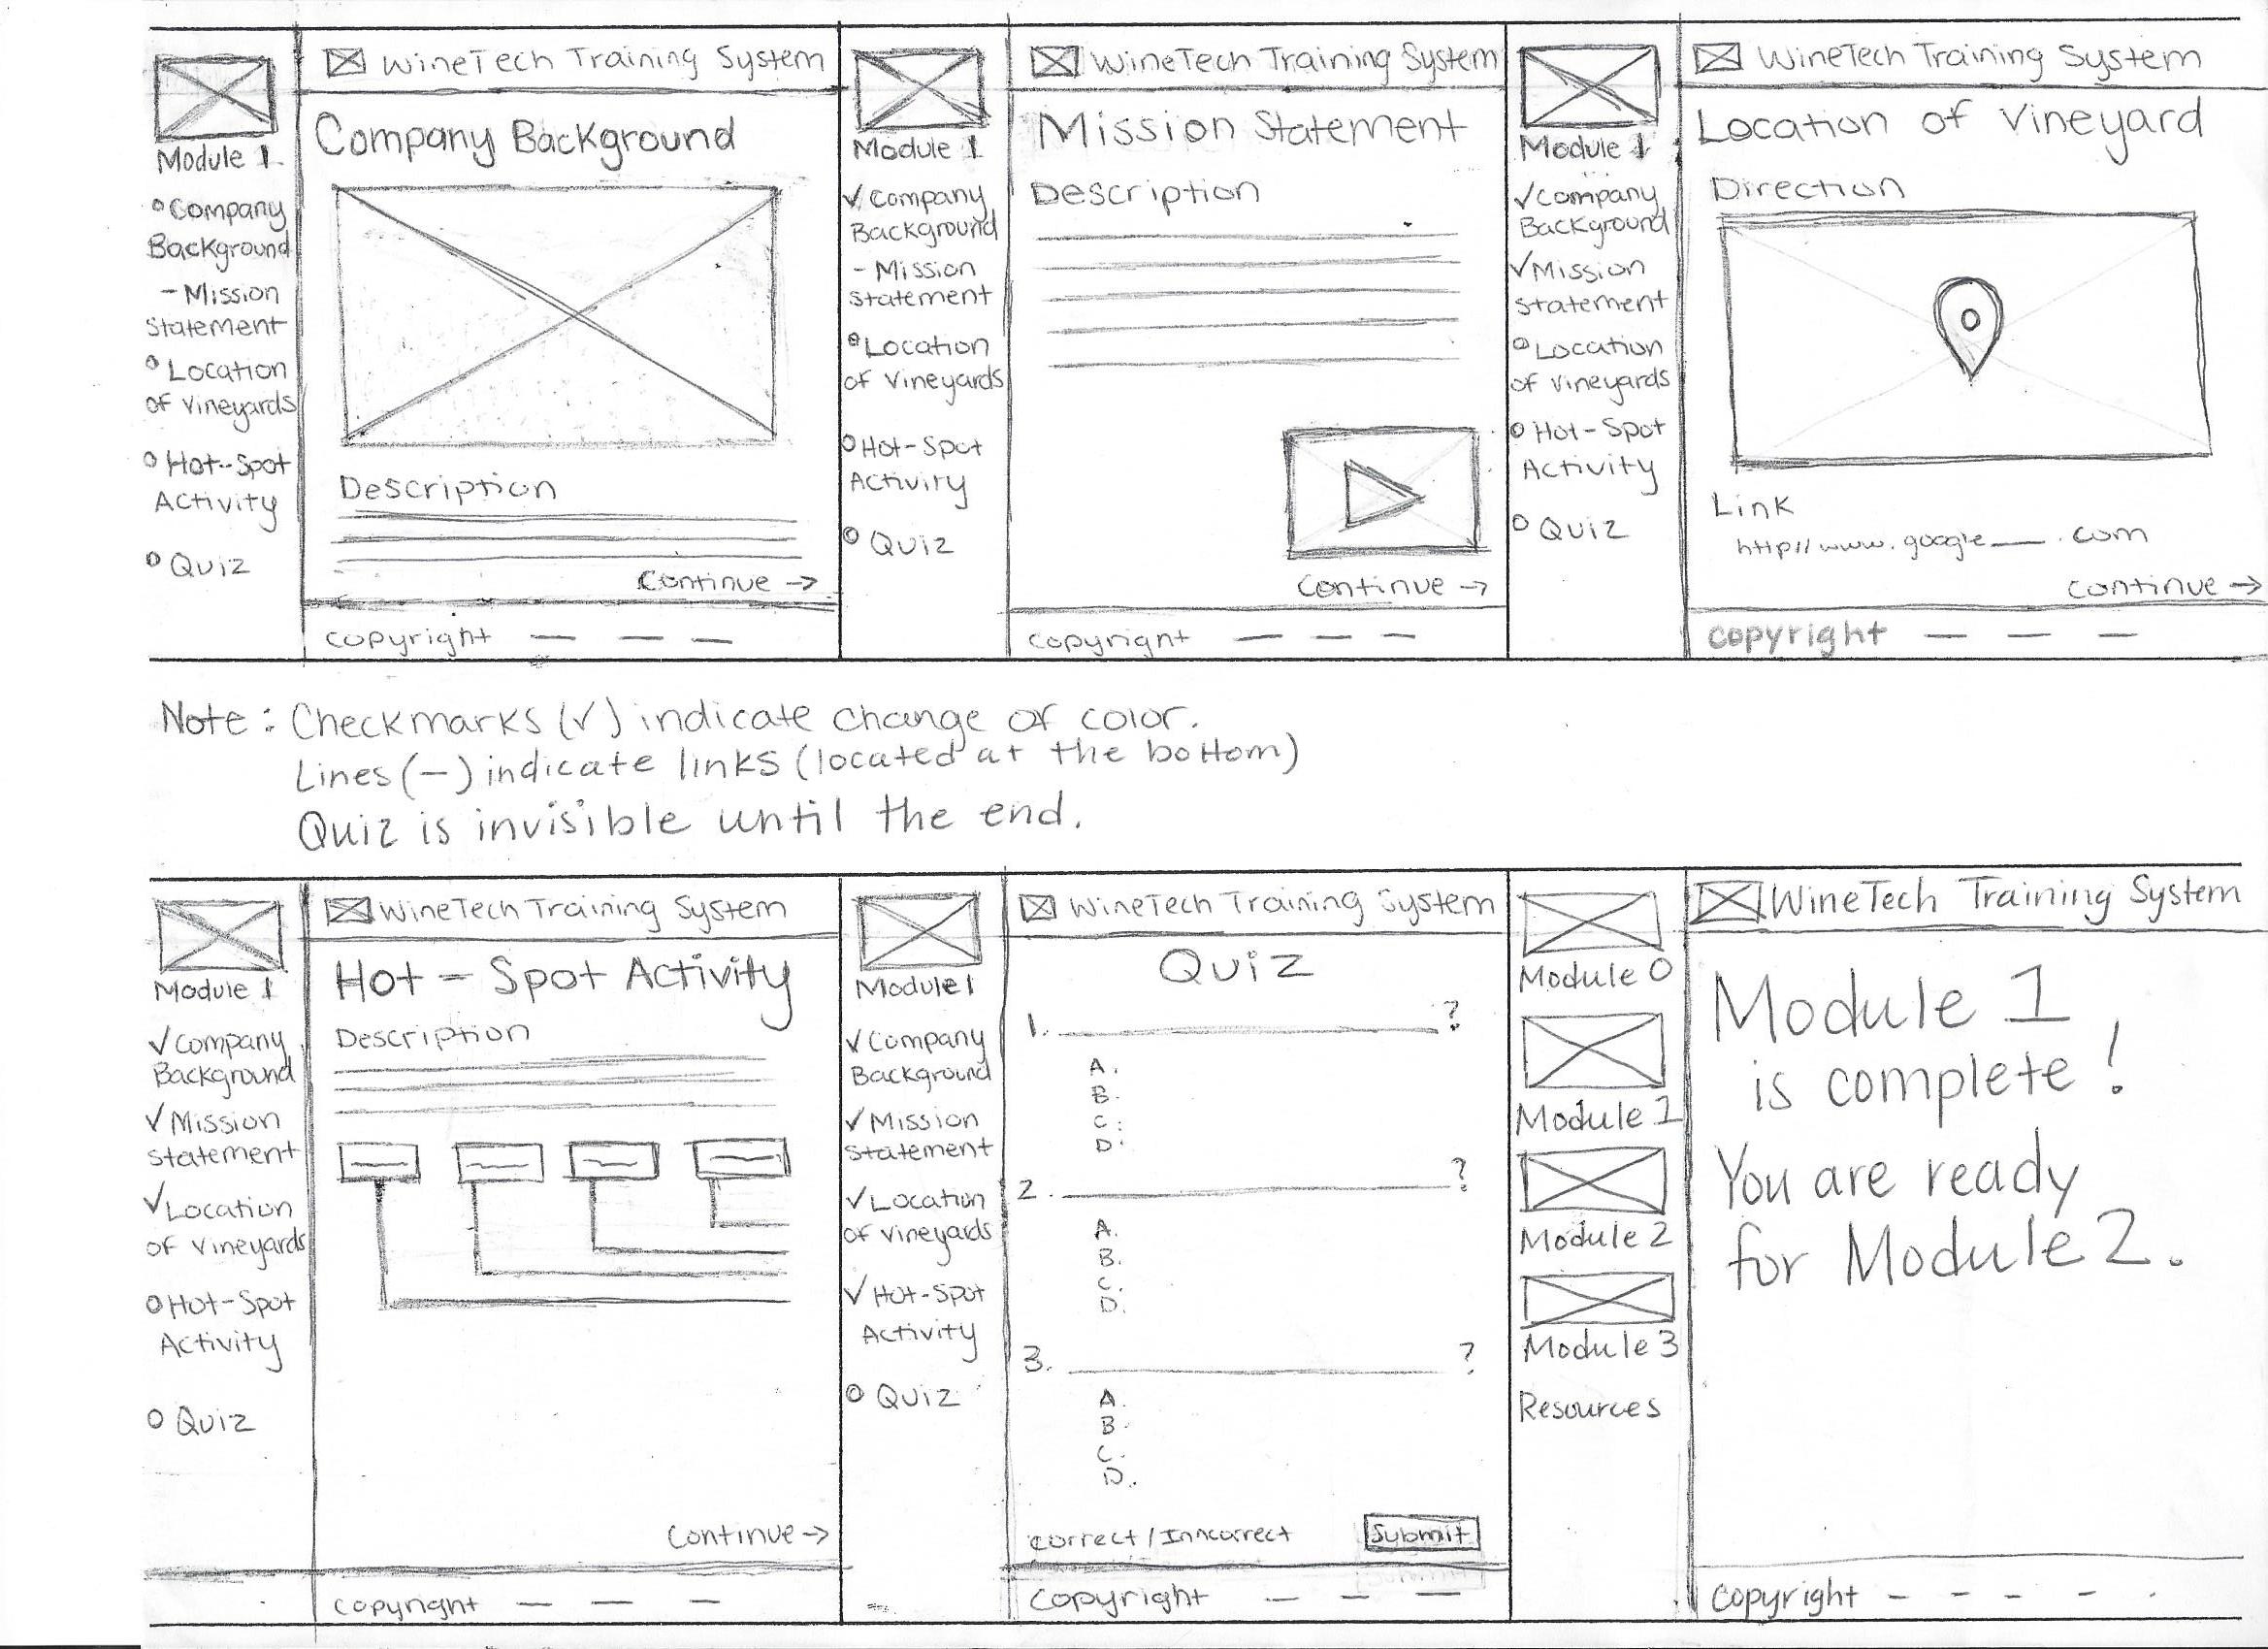 WineTech Training System
Module 1.
Company Background
o Company
Background
- Mission
Statement
o Location
of Vineyards
o Hot-Spot
Activity
o Quiz
Description
Continue →
Copyright — — —
WineTech Training System
Module 1
Mission Statement
✓ Company
Background
- Mission
Statement
o Location
of Vineyards
o Hot-Spot
Activity
o Quiz
Description
Continue →
Copyright — — —
WineTech Training System
Module 1
Location of Vineyard
✓ Company
Background
✓ Mission
Statement
o Location
of Vineyards
o Hot-Spot
Activity
o Quiz
Direction
Link
http//www.google___.com
Continue →
Copyright — — —
Note: Checkmarks (✓) indicate change of color.
Lines (—) indicate links (located at the bottom)
Quiz is invisible until the end.
WineTech Training System
Module 1
Hot-Spot Activity
✓ Company
Background
✓ Mission
Statement
✓ Location
of Vineyards
o Hot-Spot
Activity
o Quiz
Description
Continue →
Copyright — — —
WineTech Training System
Module 1
Quiz
✓ Company
Background
✓ Mission
Statement
✓ Location
of Vineyards
✓ Hot-Spot
Activity
o Quiz
1. ______ ?
A.
B.
C.
D.
2. ______ ?
A.
B.
C.
D.
3. ______ ?
A.
B.
C.
D.
Correct / Inncorrect
Submit
Copyright — — —
WineTech Training System
Module 0
Module 1
Module 2
Module 3
Resources
Module 1
is complete!
You are ready
for Module 2.
Copyright - - - -